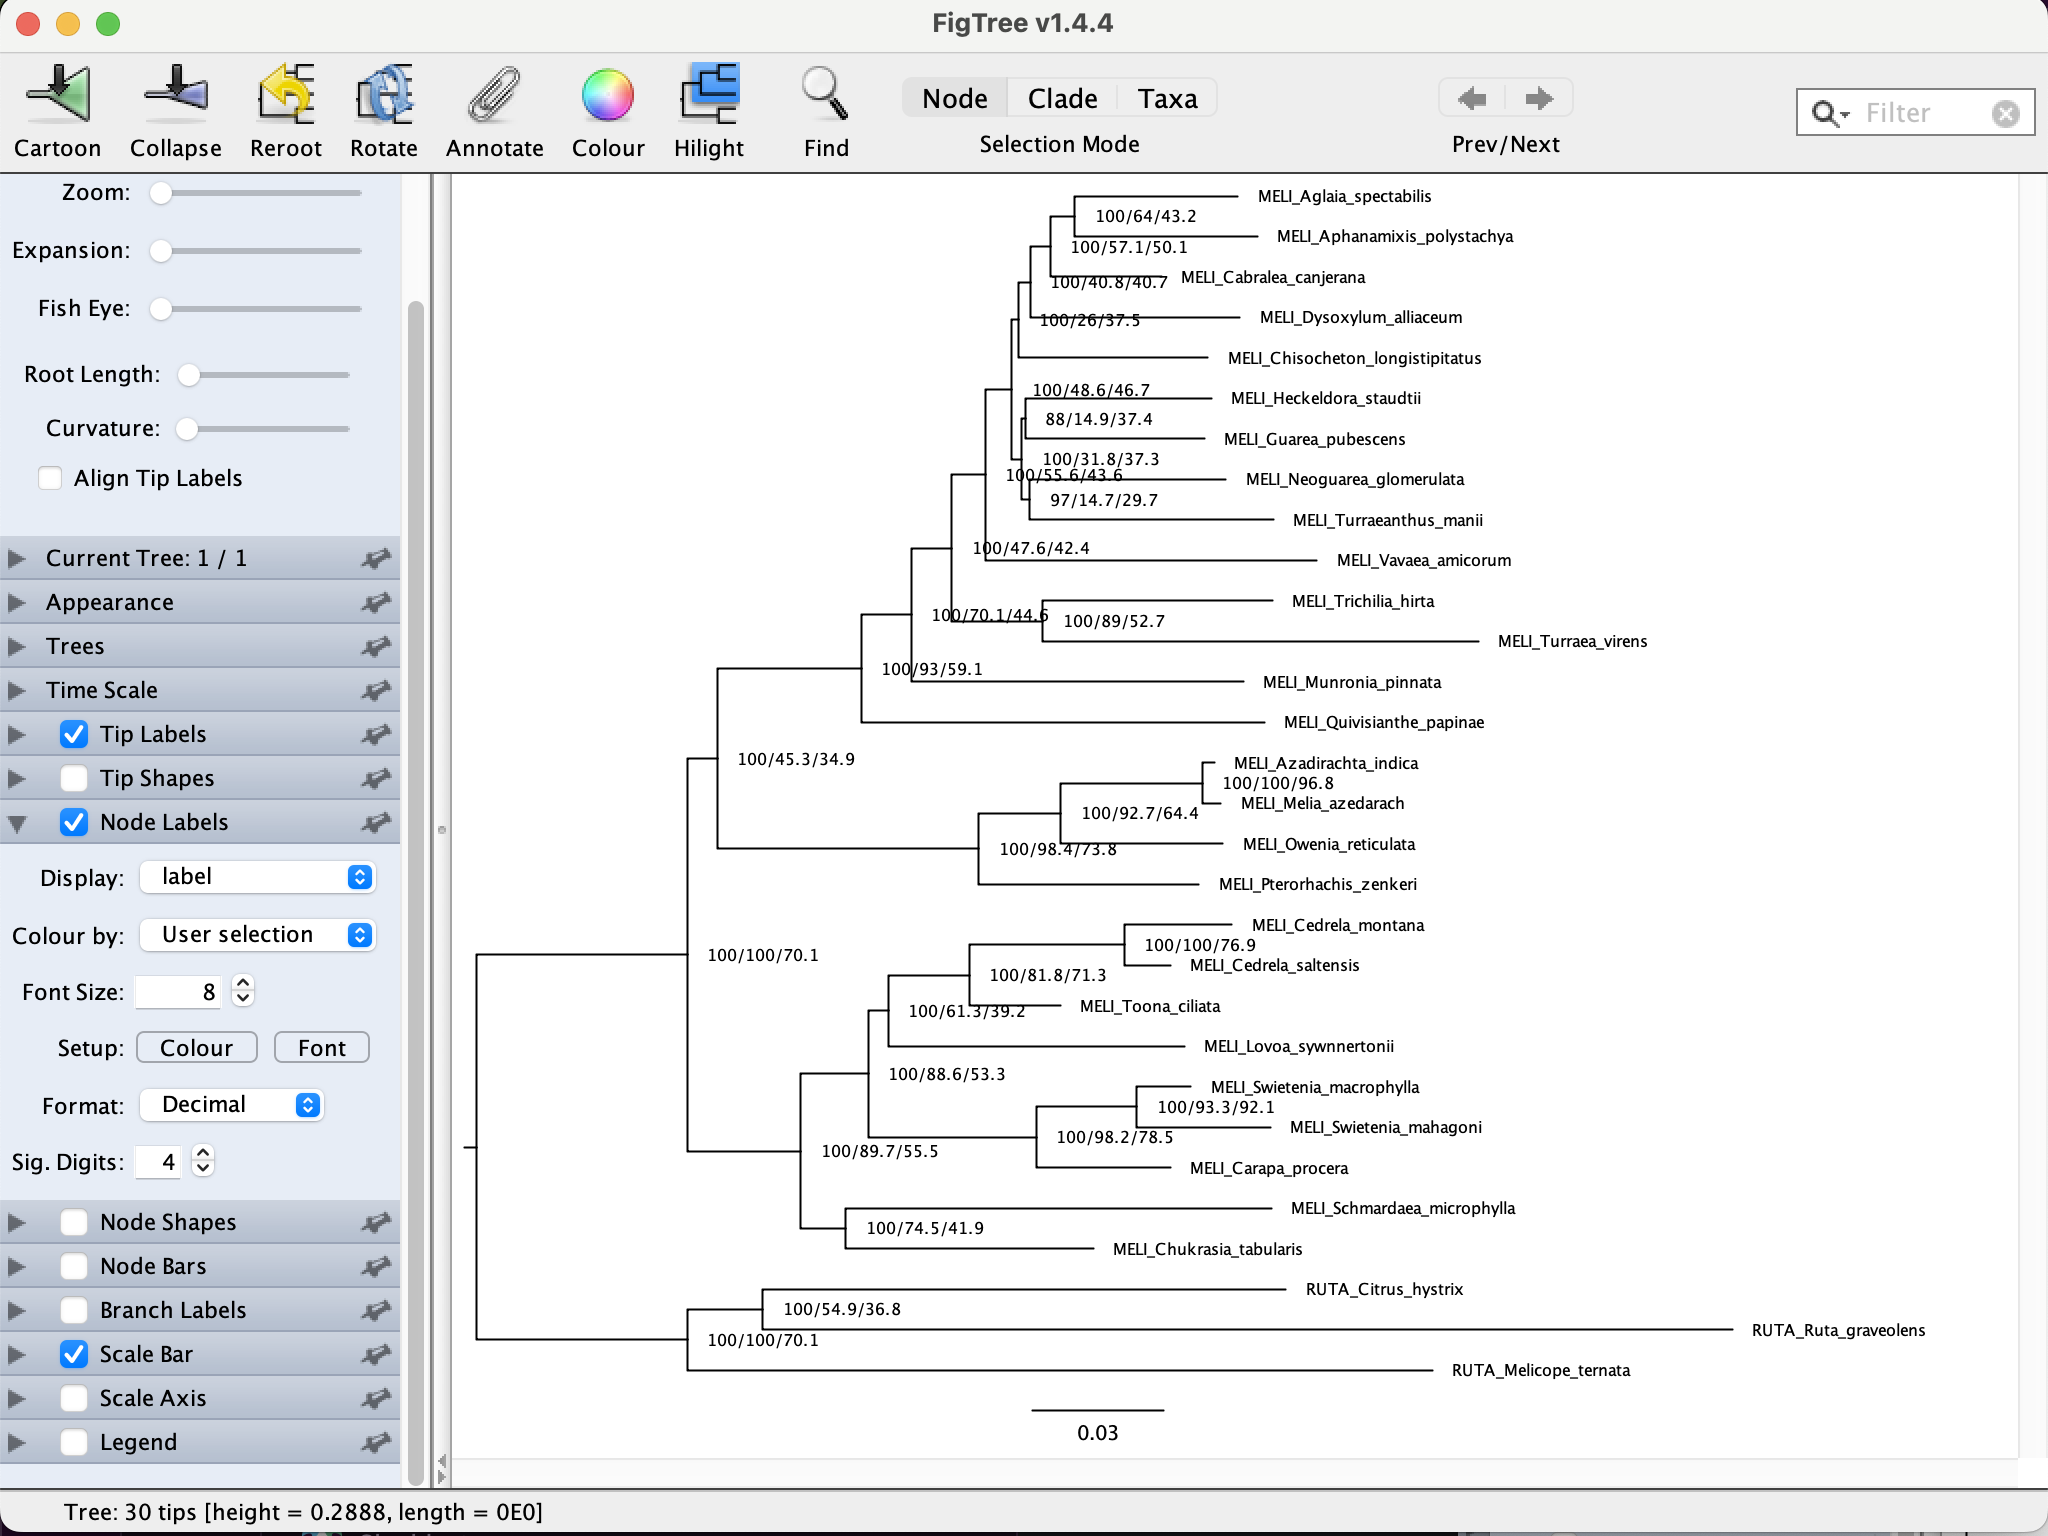 FigTree v1.4.4
Cartoon Collapse Reroot Rotate Annotate Colour Hilight Find
Node Clade Taxa
Selection Mode
Prev/Next
Filter
Zoom:
Expansion:
Fish Eye:
Root Length:
Curvature:
Align Tip Labels
Current Tree: 1 / 1
Appearance
Trees
Time Scale
Tip Labels
Tip Shapes
Node Labels
Display: label
Colour by: User selection
Font Size: 8
Setup: Colour Font
Format: Decimal
Sig. Digits: 4
Node Shapes
Node Bars
Branch Labels
Scale Bar
Scale Axis
Legend
MELI_Aglaia_spectabilis
100/64/43.2
MELI_Aphanamixis_polystachya
100/57.1/50.1
MELI_Cabralea_canjerana
100/40.8/40.7
MELI_Dysoxylum_alliaceum
100/26/37.5
MELI_Chisocheton_longistipitatus
100/48.6/46.7
MELI_Heckeldora_staudtii
88/14.9/37.4
MELI_Guarea_pubescens
100/31.8/37.3
100/55.6/43.6
MELI_Neoguarea_glomerulata
97/14.7/29.7
MELI_Turraeanthus_manii
100/47.6/42.4
MELI_Vavaea_amicorum
MELI_Trichilia_hirta
100/70.1/44.6
100/89/52.7
MELI_Turraea_virens
100/93/59.1
MELI_Munronia_pinnata
MELI_Quivisianthe_papinae
100/45.3/34.9
MELI_Azadirachta_indica
100/100/96.8
MELI_Melia_azedarach
100/92.7/64.4
MELI_Owenia_reticulata
100/98.4/73.8
MELI_Pterorhachis_zenkeri
MELI_Cedrela_montana
100/100/76.9
100/100/70.1
MELI_Cedrela_saltensis
100/81.8/71.3
MELI_Toona_ciliata
100/61.3/39.2
MELI_Lovoa_sywnnertonii
100/88.6/53.3
MELI_Swietenia_macrophylla
100/93.3/92.1
MELI_Swietenia_mahagoni
100/98.2/78.5
100/89.7/55.5
MELI_Carapa_procera
MELI_Schmardaea_microphylla
100/74.5/41.9
MELI_Chukrasia_tabularis
RUTA_Citrus_hystrix
100/54.9/36.8
RUTA_Ruta_graveolens
100/100/70.1
RUTA_Melicope_ternata
0.03
Tree: 30 tips [height = 0.2888, length = 0E0]